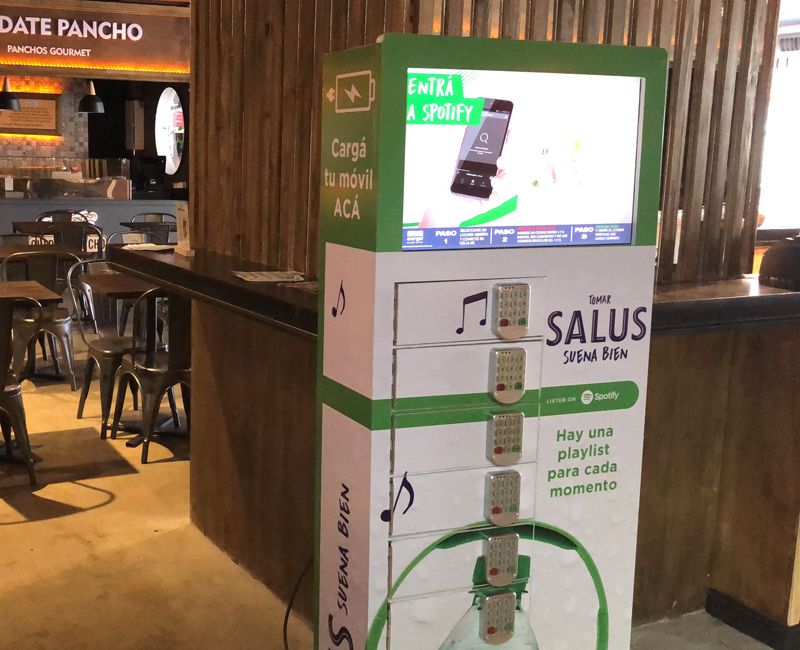 DATE PANCHO
PANCHOS GOURMET
ENTRÁ
A SPOTIFY
Cargá
tu móvil
ACÁ
PASO 1
PASO 2
PASO 3
TOMAR
SALUS
SUENA BIEN
LISTEN ON Spotify
Hay una
playlist
para cada
momento
SUENA BIEN